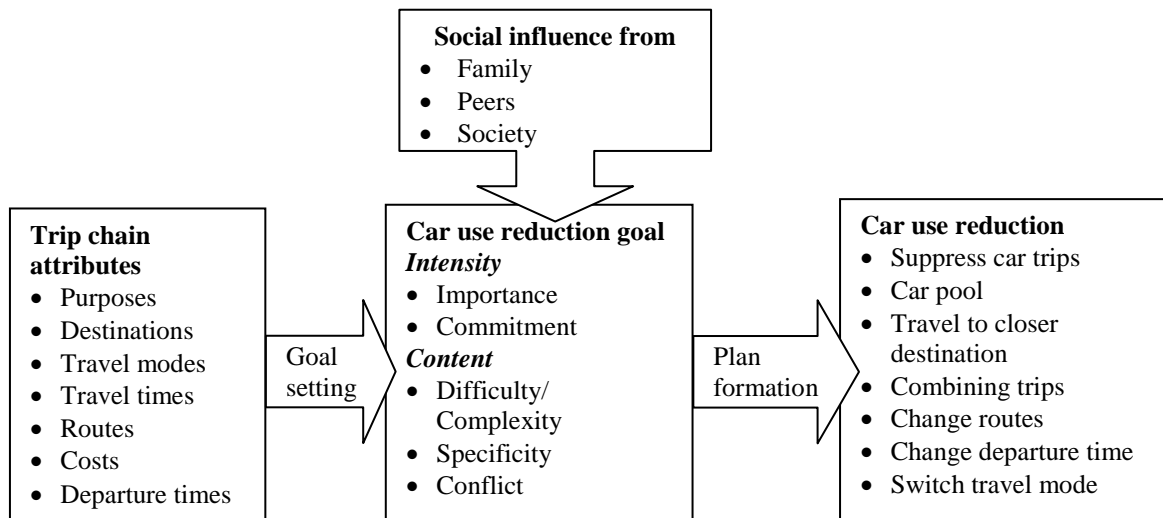 Social influence from
• Family
• Peers
• Society
Trip chain
attributes
• Purposes
• Destinations
• Travel modes
• Travel times
• Routes
• Costs
• Departure times
Goal
setting
Car use reduction goal
Intensity
• Importance
• Commitment
Content
• Difficulty/
Complexity
• Specificity
• Conflict
Plan
formation
Car use reduction
• Suppress car trips
• Car pool
• Travel to closer
destination
• Combining trips
• Change routes
• Change departure time
• Switch travel mode